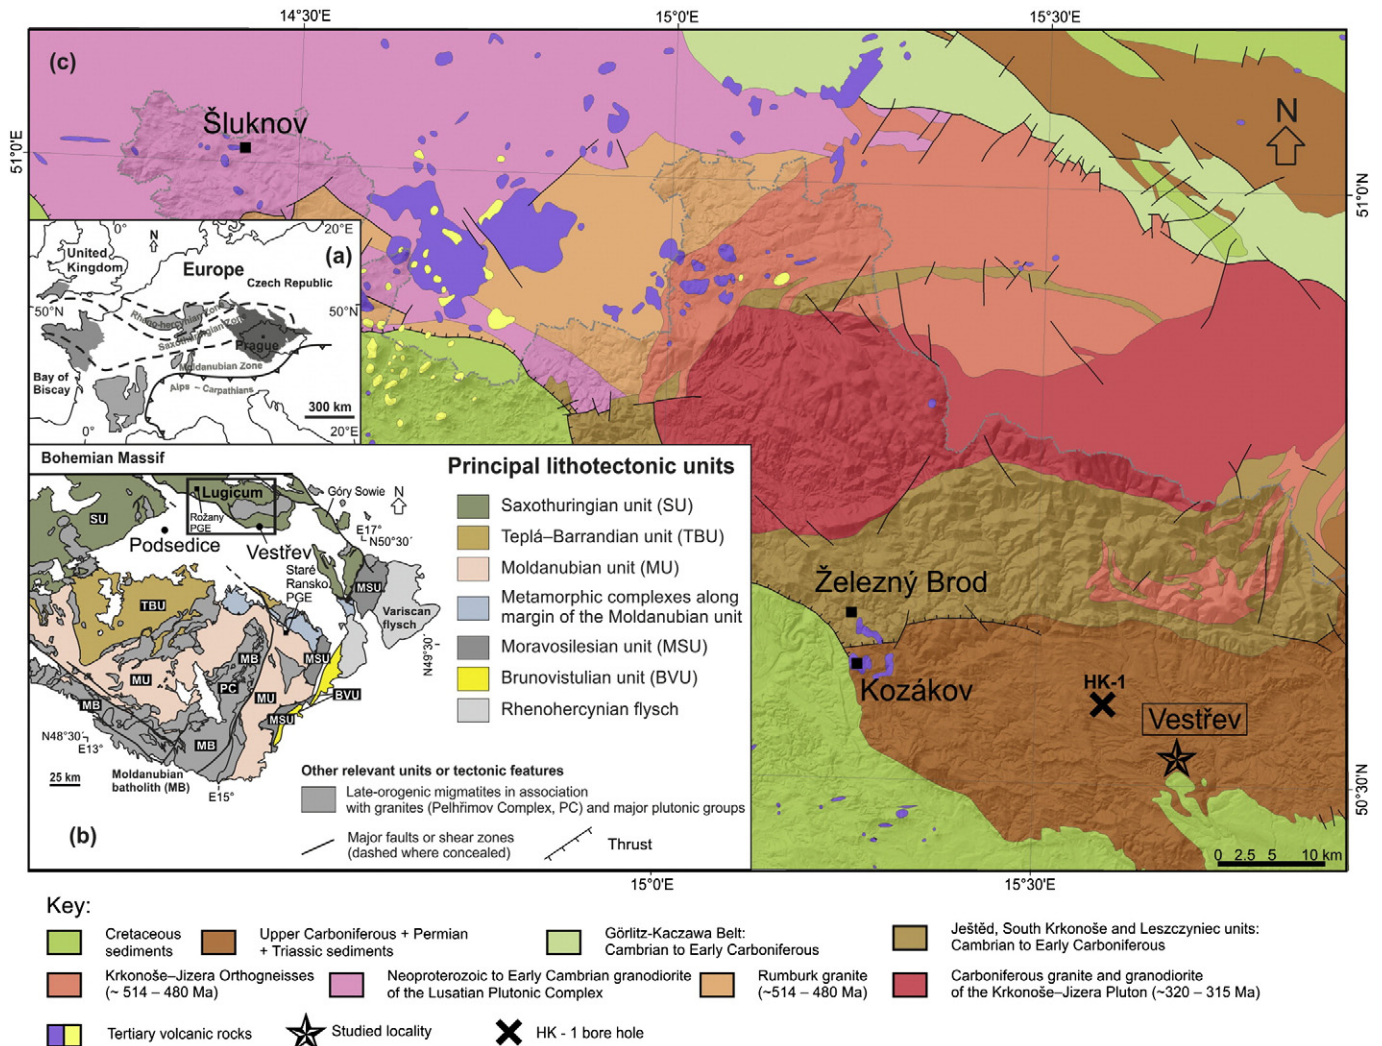 14°30'E
15°0'E
15°30'E
(c)
Šluknov
N
51°0'E
51°0'N
0°
N
20°E
(a)
United
Kingdom
Europe
Czech Republic
50°N
50°N
Rheno-hercynian Zone
Saxothuringian Zone
Prague
Moldanubian Zone
Bay of
Biscay
Alps – Carpathians
300 km
0°
20°E
Bohemian Massif
Principal lithotectonic units
SU
Lugicum
Góry Sowie
N
Rožany
PGE
E17°
N50°30´
Podsedice
Vestřev
Staré
Ransko
PGE
MSU
TBU
Variscan
flysch
MB
MSU
MU
PC
MU
BVU
MB
MSU
N49°30´
N48°30´
E13°
MB
25 km
Moldanubian
batholith (MB)
E15°
(b)
Saxothuringian unit (SU)
Teplá–Barrandian unit (TBU)
Moldanubian unit (MU)
Metamorphic complexes along
margin of the Moldanubian unit
Moravosilesian unit (MSU)
Brunovistulian unit (BVU)
Rhenohercynian flysch
Other relevant units or tectonic features
Late-orogenic migmatites in association
with granites (Pelhřimov Complex, PC) and major plutonic groups
Major faults or shear zones
(dashed where concealed)
Thrust
Železný Brod
Kozákov
HK-1
Vestřev
50°30'N
0 2.5 5 10 km
15°0'E
15°30'E
Key:
Cretaceous
sediments
Upper Carboniferous + Permian
+ Triassic sediments
Görlitz-Kaczawa Belt:
Cambrian to Early Carboniferous
Ještěd, South Krkonoše and Leszczyniec units:
Cambrian to Early Carboniferous
Krkonoše–Jizera Orthogneisses
(~ 514 – 480 Ma)
Neoproterozoic to Early Cambrian granodiorite
of the Lusatian Plutonic Complex
Rumburk granite
(~514 – 480 Ma)
Carboniferous granite and granodiorite
of the Krkonoše–Jizera Pluton (~320 – 315 Ma)
Tertiary volcanic rocks
Studied locality
HK - 1 bore hole